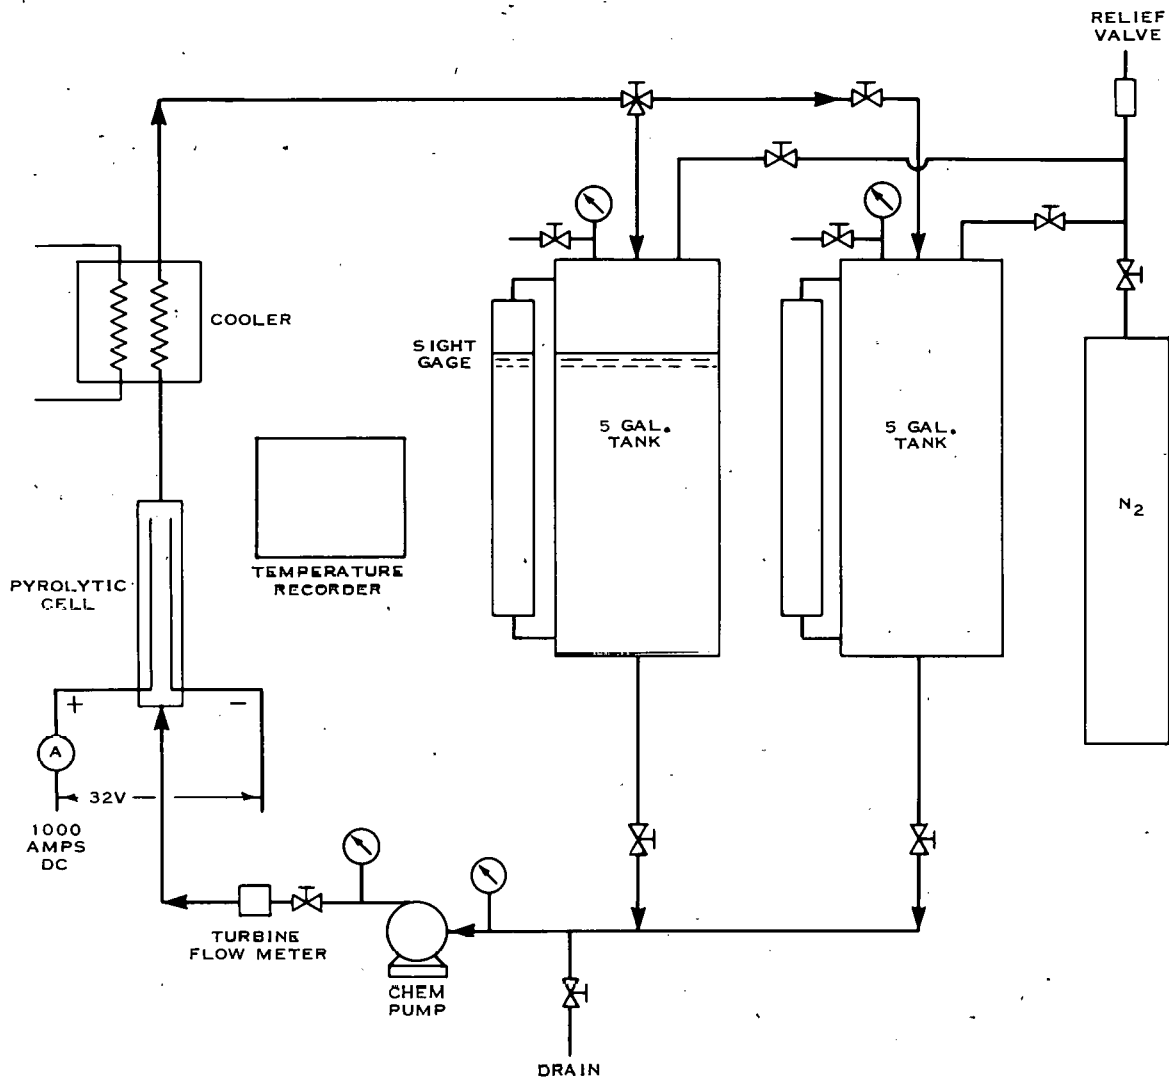 RELIEF
VALVE
COOLER
SIGHT
GAGE
5 GAL.
TANK
5 GAL.
TANK
N2
PYROLYTIC
CELL
TEMPERATURE
RECORDER
+
−
A
32V
1000
AMPS
DC
TURBINE
FLOW METER
CHEM
PUMP
DRAIN